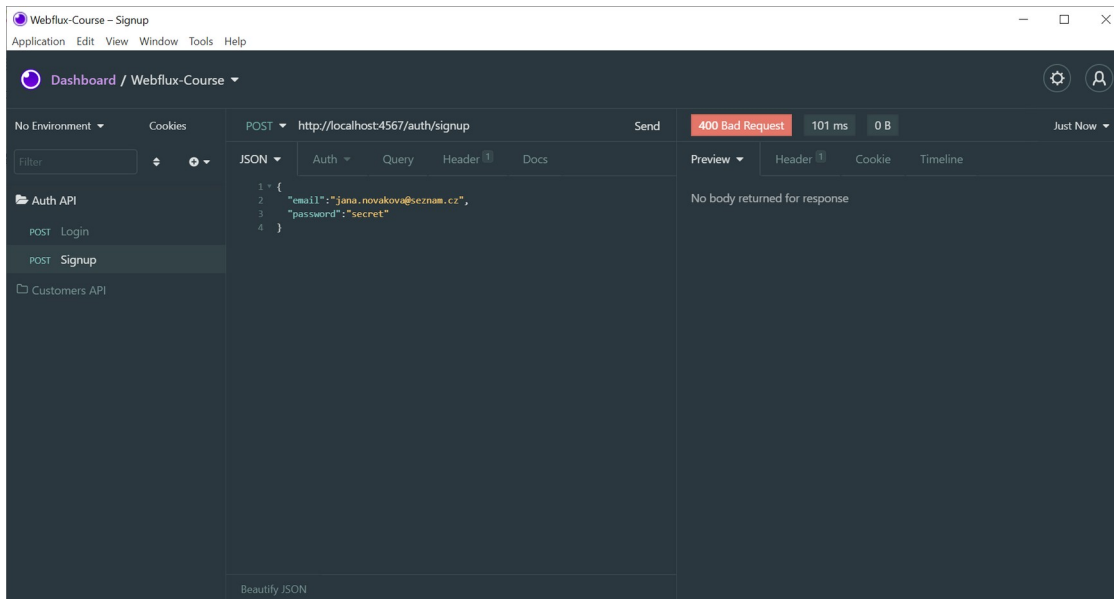 Webflux-Course – Signup
Application Edit View Window Tools Help
Dashboard / Webflux-Course
No Environment Cookies
Filter
Auth API
POST Login
POST Signup
Customers API
POST http://localhost:4567/auth/signup Send
JSON Auth Query Header 1 Docs
1 {
2 "email":"jana.novakova@seznam.cz",
3 "password":"secret"
4 }
Beautify JSON
400 Bad Request 101 ms 0 B Just Now
Preview Header 1 Cookie Timeline
No body returned for response